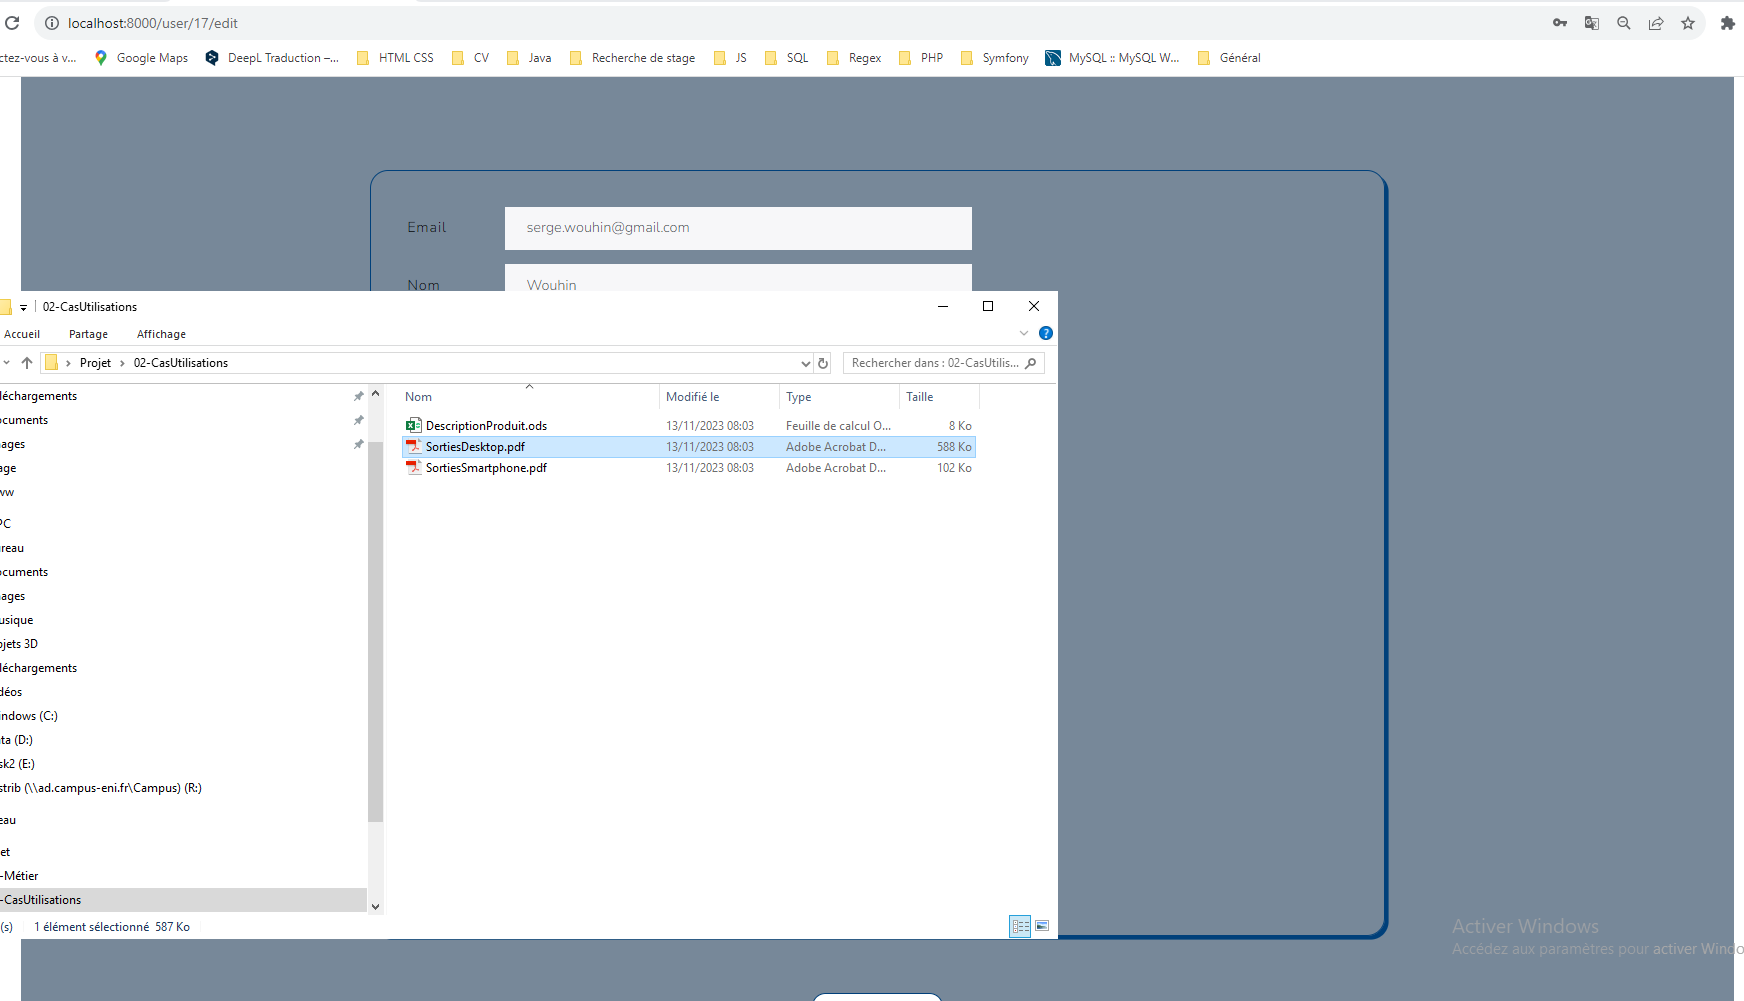 localhost:8000/user/17/edit
ctez-vous à v...
Google Maps
DeepL Traduction –...
HTML CSS
CV
Java
Recherche de stage
JS
SQL
Regex
PHP
Symfony
MySQL :: MySQL W...
Général
Email
serge.wouhin@gmail.com
Nom
Wouhin
02-CasUtilisations
Accueil
Partage
Affichage
?
Projet
02-CasUtilisations
Rechercher dans : 02-CasUtilis...
léchargements
ocuments
ages
age
ww
PC
reau
ocuments
ages
usique
ojets 3D
léchargements
déos
indows (C:)
ta (D:)
sk2 (E:)
strib (\\ad.campus-eni.fr\Campus) (R:)
eau
et
-Métier
-CasUtilisations
Nom
Modifié le
Type
Taille
DescriptionProduit.ods
13/11/2023 08:03
Feuille de calcul O...
8 Ko
SortiesDesktop.pdf
13/11/2023 08:03
Adobe Acrobat D...
588 Ko
SortiesSmartphone.pdf
13/11/2023 08:03
Adobe Acrobat D...
102 Ko
(s)
1 élément sélectionné 587 Ko
Activer Windows
Accédez aux paramètres pour activer Windo